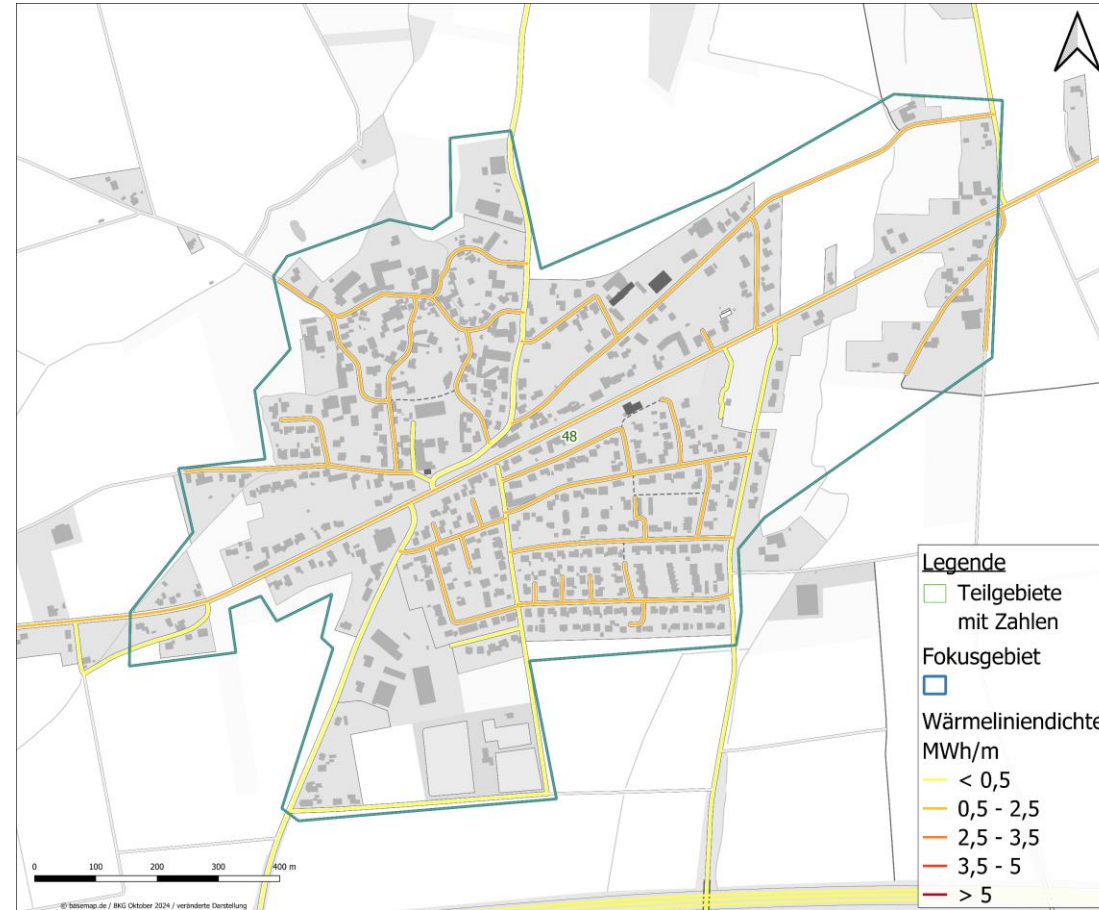 48
Legende
Teilgebiete
mit Zahlen
Fokusgebiet
Wärmeliniendichte
MWh/m
< 0,5
0,5 - 2,5
2,5 - 3,5
3,5 - 5
> 5
0 100 200 300 400 m
© basemap.de / BKG Oktober 2024 / veränderte Darstellung